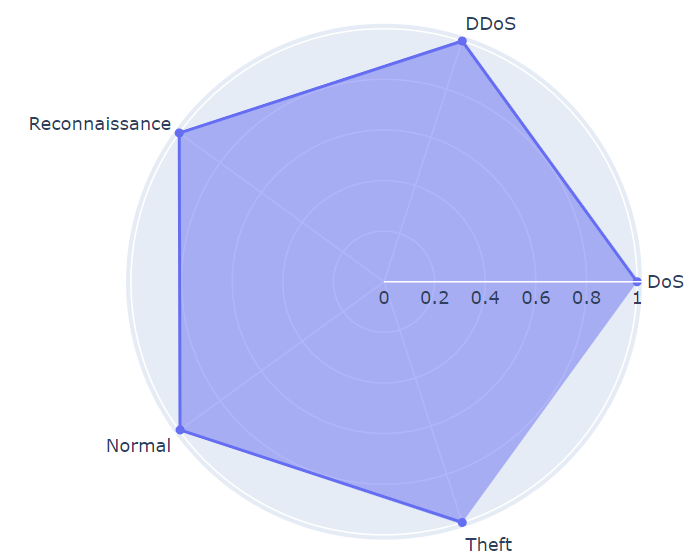 DDoS
Reconnaissance
DoS
0 0.2 0.4 0.6 0.8 1
Normal
Theft